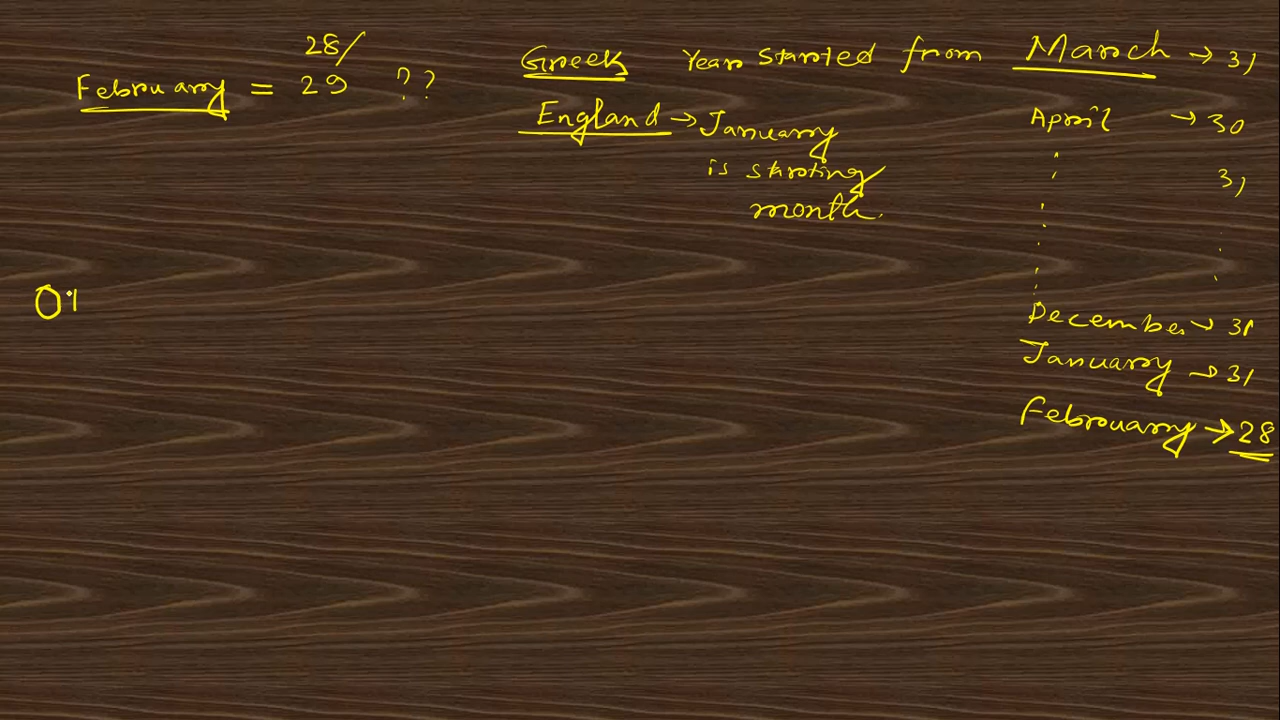 28/
February = 29 ??
Greek Year started from March → 31
England → January
is starting
month.
April → 30
31
December → 31
January → 31
February → 28